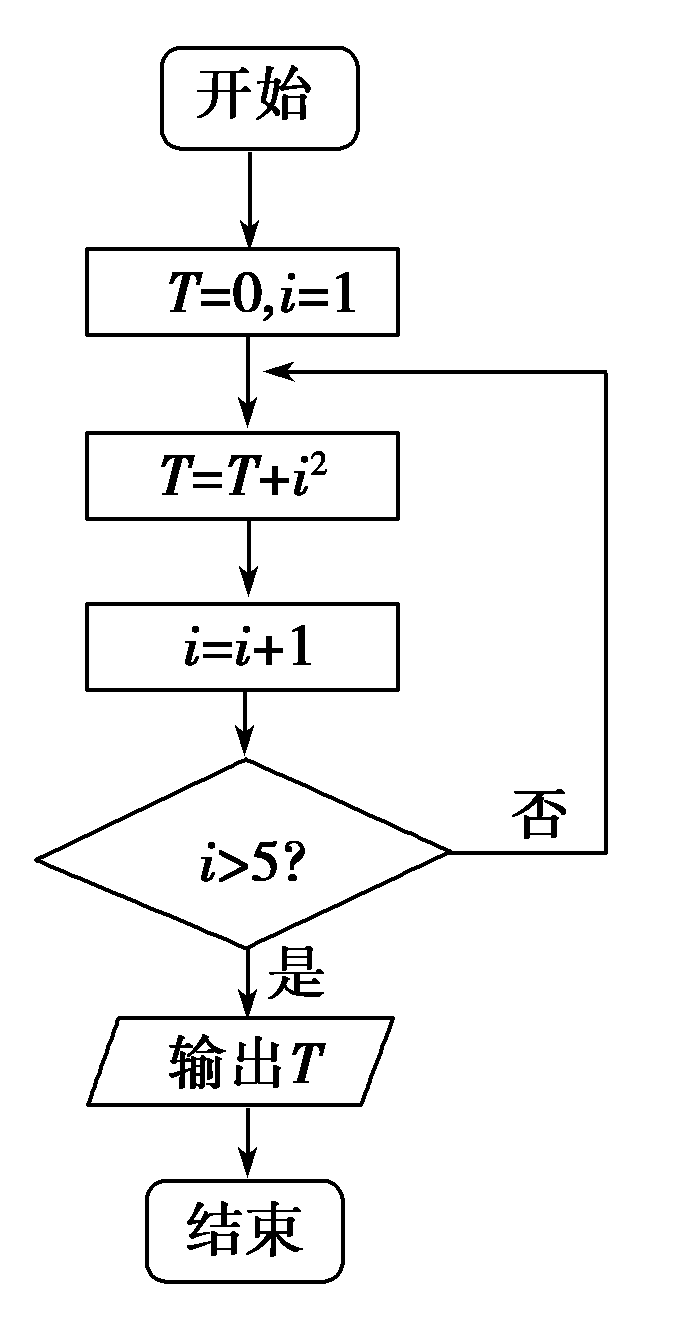 开始
T=0,i=1
T=T+i²
i=i+1
i>5?
否
是
输出T
结束